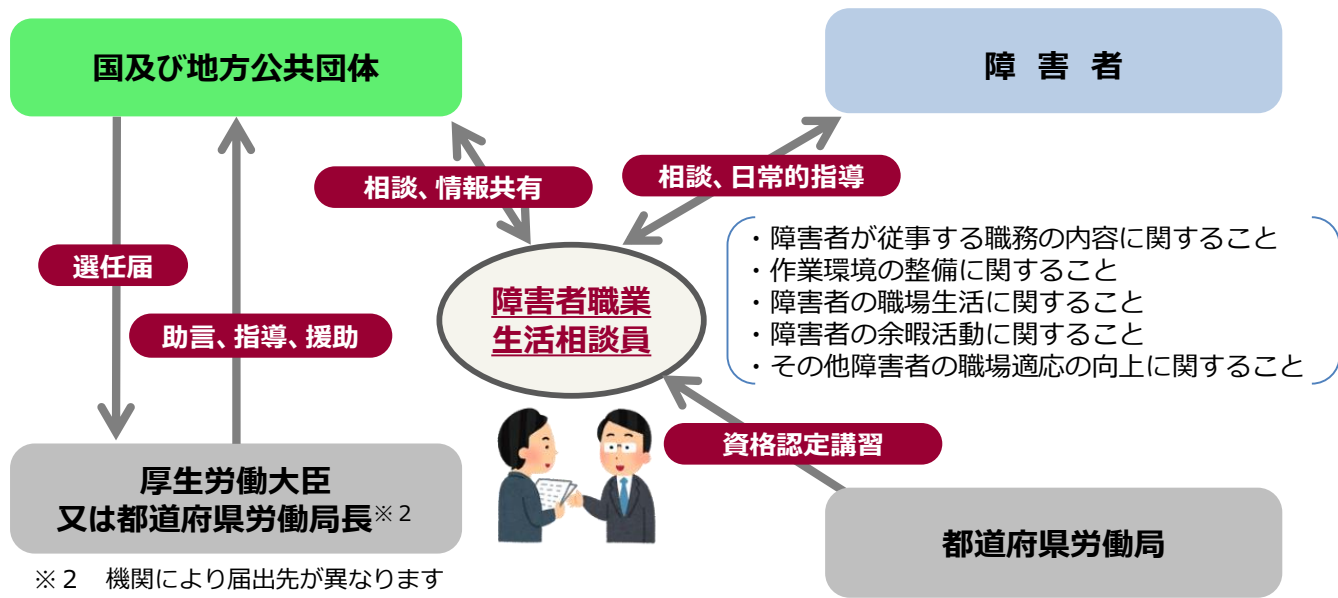 国及び地方公共団体
障 害 者
相談、情報共有
相談、日常的指導
選任届
助言、指導、援助
障害者職業
生活相談員
・障害者が従事する職務の内容に関すること
・作業環境の整備に関すること
・障害者の職場生活に関すること
・障害者の余暇活動に関すること
・その他障害者の職場適応の向上に関すること
資格認定講習
厚生労働大臣
又は都道府県労働局長※2
都道府県労働局
※2 機関により届出先が異なります